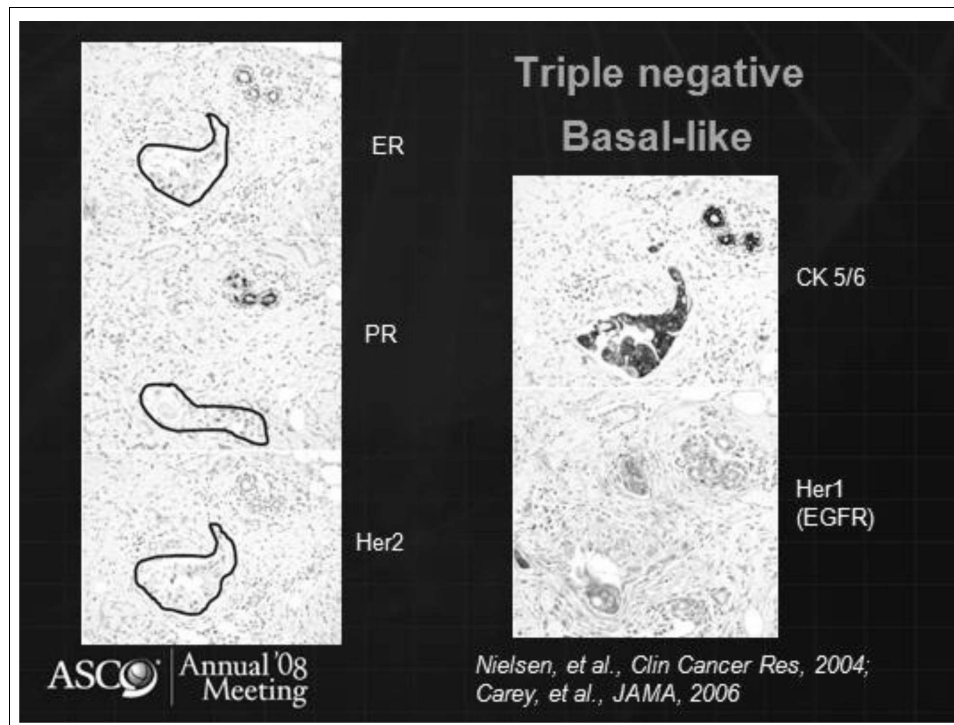 Triple negative
Basal-like
ER
PR
Her2
CK 5/6
Her1
(EGFR)
ASCO Annual '08
Meeting
Nielsen, et al., Clin Cancer Res, 2004;
Carey, et al., JAMA, 2006